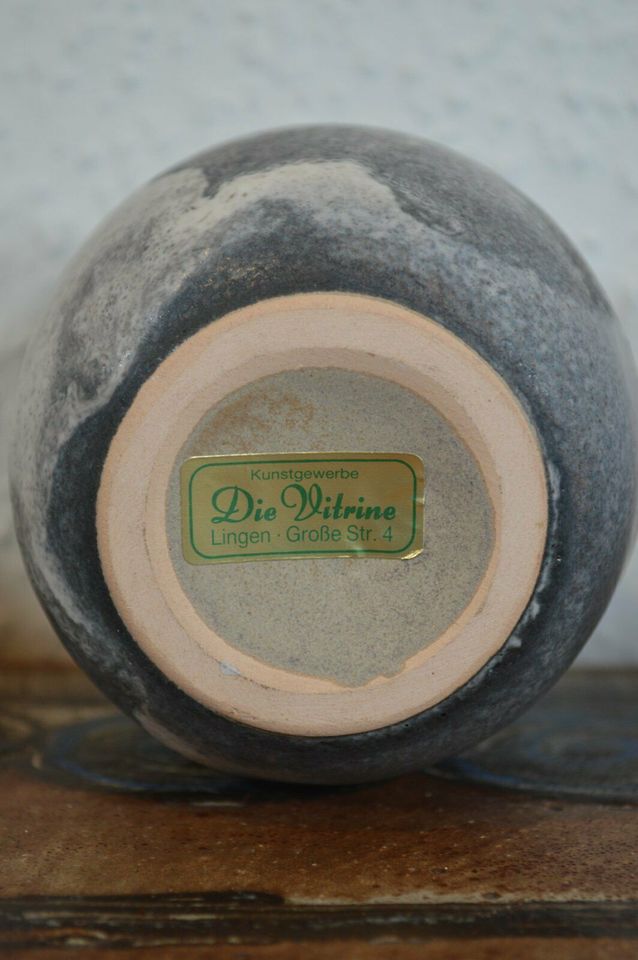 Kunstgewerbe
Die Vitrine
Lingen · Große Str. 4